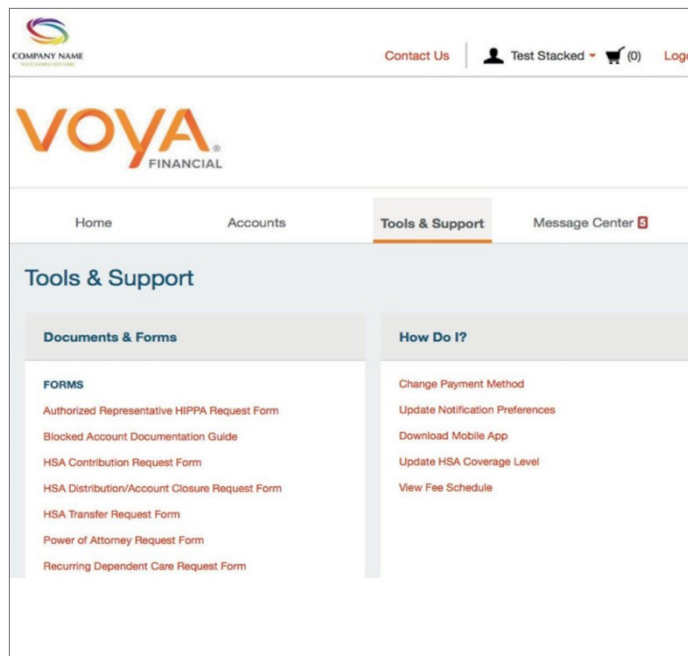 COMPANY NAME
Contact Us Test Stacked (0) Logo
VOYA®
FINANCIAL
Home Accounts Tools & Support Message Center 5
Tools & Support
Documents & Forms
FORMS
Authorized Representative HIPPA Request Form
Blocked Account Documentation Guide
HSA Contribution Request Form
HSA Distribution/Account Closure Request Form
HSA Transfer Request Form
Power of Attorney Request Form
Recurring Dependent Care Request Form
How Do I?
Change Payment Method
Update Notification Preferences
Download Mobile App
Update HSA Coverage Level
View Fee Schedule